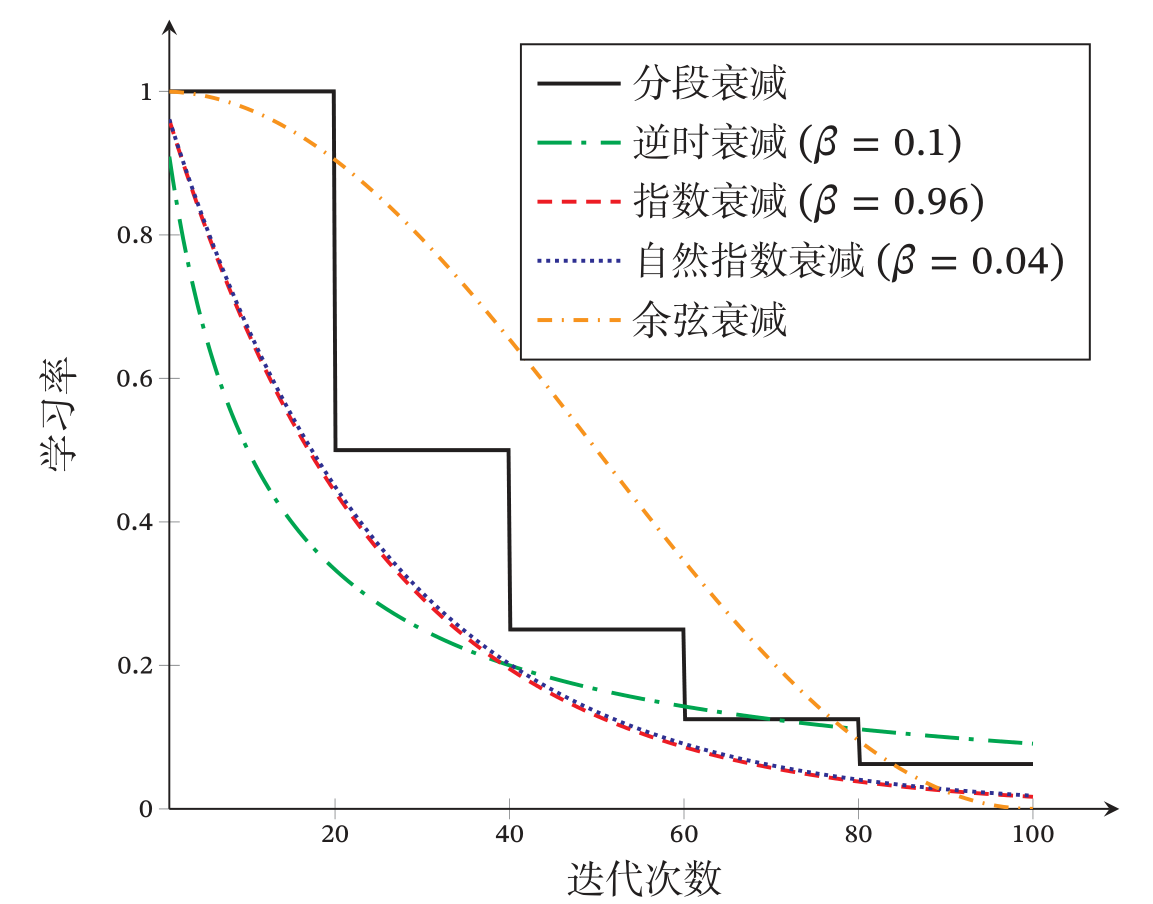 分段衰减
逆时衰减 (β = 0.1)
指数衰减 (β = 0.96)
自然指数衰减 (β = 0.04)
余弦衰减
学习率
1
0.8
0.6
0.4
0.2
0
20 40 60 80 100
迭代次数